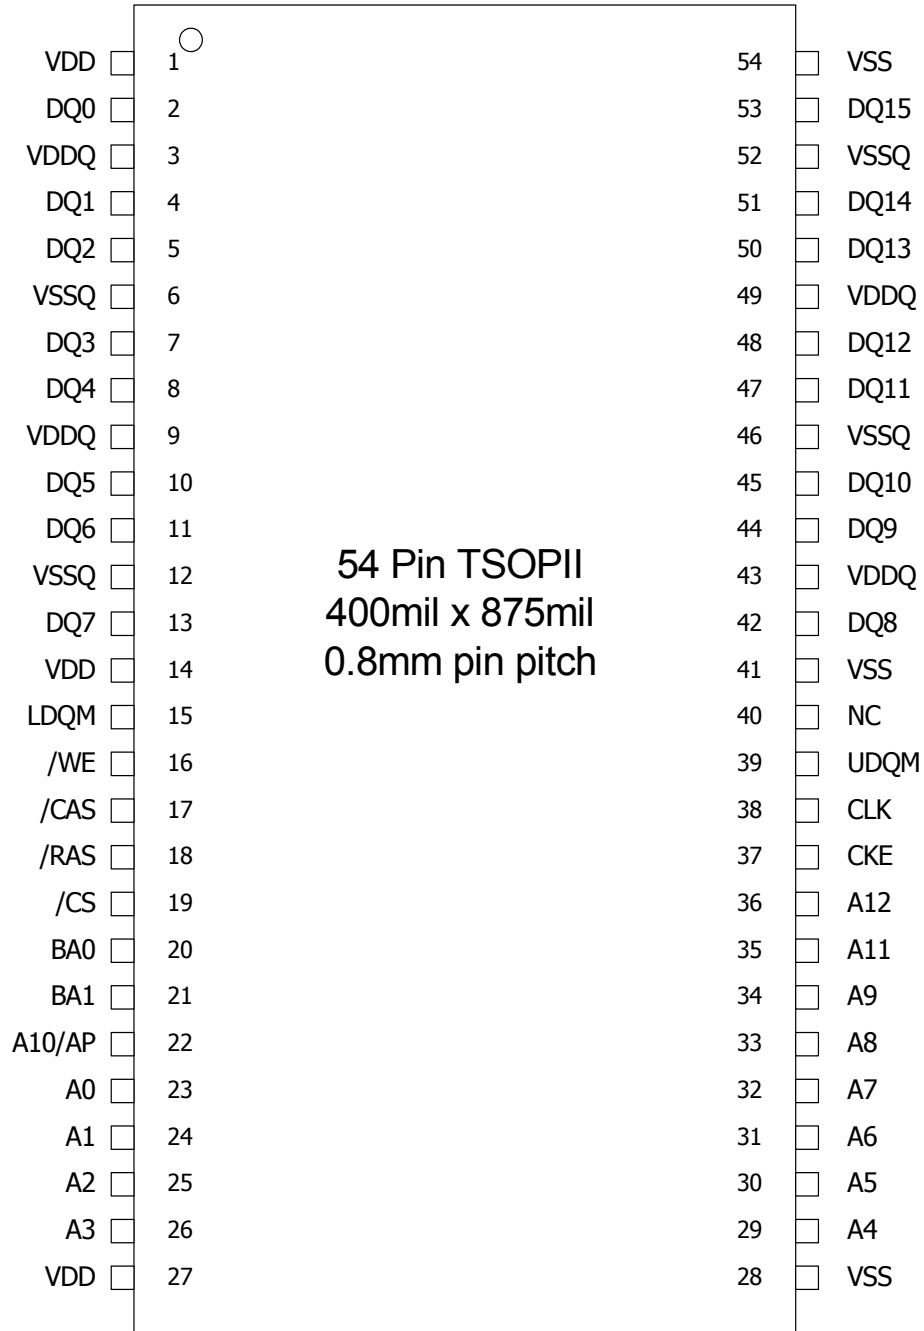 VDD 1 54 VSS
DQ0 2 53 DQ15
VDDQ 3 52 VSSQ
DQ1 4 51 DQ14
DQ2 5 50 DQ13
VSSQ 6 49 VDDQ
DQ3 7 48 DQ12
DQ4 8 47 DQ11
VDDQ 9 46 VSSQ
DQ5 10 45 DQ10
DQ6 11 44 DQ9
VSSQ 12 43 VDDQ
DQ7 13 42 DQ8
VDD 14 41 VSS
LDQM 15 40 NC
/WE 16 39 UDQM
/CAS 17 38 CLK
/RAS 18 37 CKE
/CS 19 36 A12
BA0 20 35 A11
BA1 21 34 A9
A10/AP 22 33 A8
A0 23 32 A7
A1 24 31 A6
A2 25 30 A5
A3 26 29 A4
VDD 27 28 VSS
54 Pin TSOPII
400mil x 875mil
0.8mm pin pitch